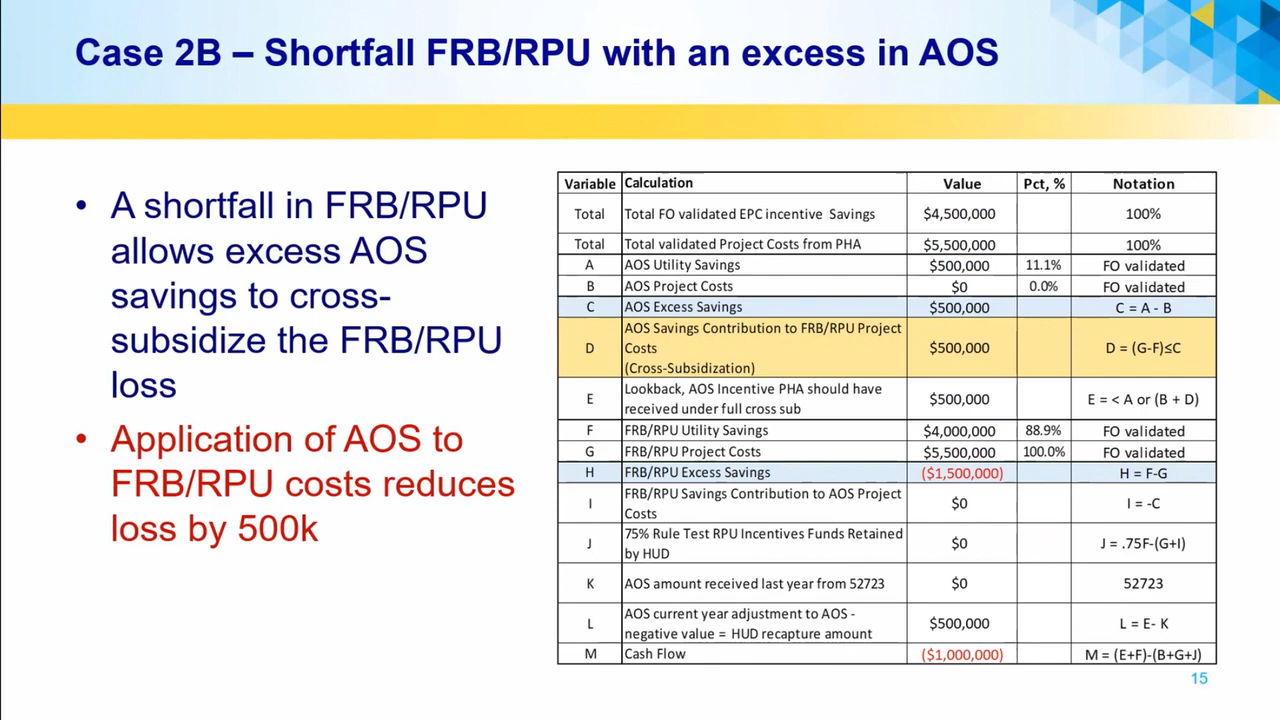 Case 2B – Shortfall FRB/RPU with an excess in AOS
• A shortfall in FRB/RPU
allows excess AOS
savings to cross-
subsidize the FRB/RPU
loss
• Application of AOS to
FRB/RPU costs reduces
loss by 500k
Variable Calculation Value Pct, % Notation
Total Total FO validated EPC incentive Savings $4,500,000 100%
Total Total validated Project Costs from PHA $5,500,000 100%
A AOS Utility Savings $500,000 11.1% FO validated
B AOS Project Costs $0 0.0% FO validated
C AOS Excess Savings $500,000 C = A - B
AOS Savings Contribution to FRB/RPU Project
D Costs $500,000 D = (G-F)≤C
(Cross-Subsidization)
E Lookback, AOS Incentive PHA should have
received under full cross sub $500,000 E = < A or (B + D)
F FRB/RPU Utility Savings $4,000,000 88.9% FO validated
G FRB/RPU Project Costs $5,500,000 100.0% FO validated
H FRB/RPU Excess Savings ($1,500,000) H = F-G
I FRB/RPU Savings Contribution to AOS Project
Costs $0 I = -C
J 75% Rule Test RPU Incentives Funds Retained
by HUD $0 J = .75F-(G+I)
K AOS amount received last year from 52723 $0 52723
L AOS current year adjustment to AOS -
negative value = HUD recapture amount $500,000 L = E- K
M Cash Flow ($1,000,000) M = (E+F)-(B+G+J)
15